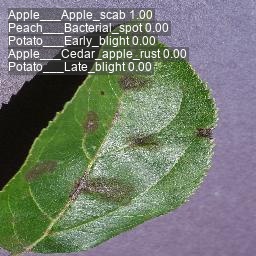 Apple___Apple_scab 1.00
Peach___Bacterial_spot 0.00
Potato___Early_blight 0.00
Apple___Cedar_apple_rust 0.00
Potato___Late_blight 0.00